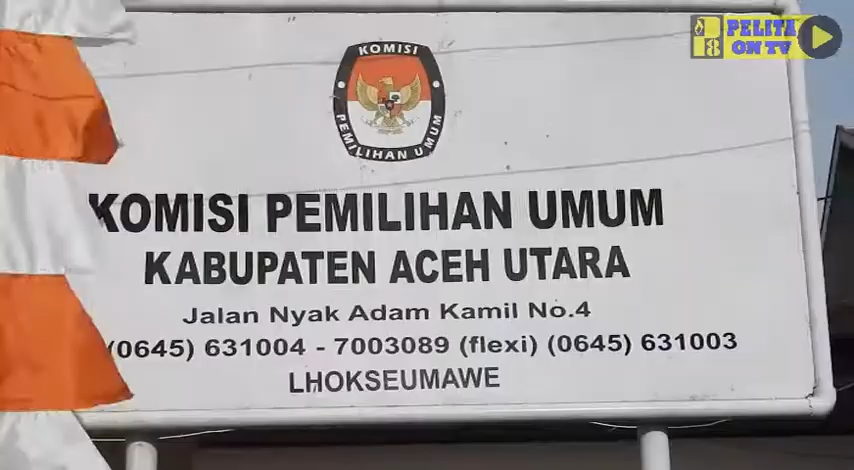 PELITA
8 ON TV
KOMISI
PEMILIHAN UMUM
KOMISI PEMILIHAN UMUM
KABUPATEN ACEH UTARA
Jalan Nyak Adam Kamil No.4
(0645) 631004 - 7003089 (flexi) (0645) 631003
LHOKSEUMAWE